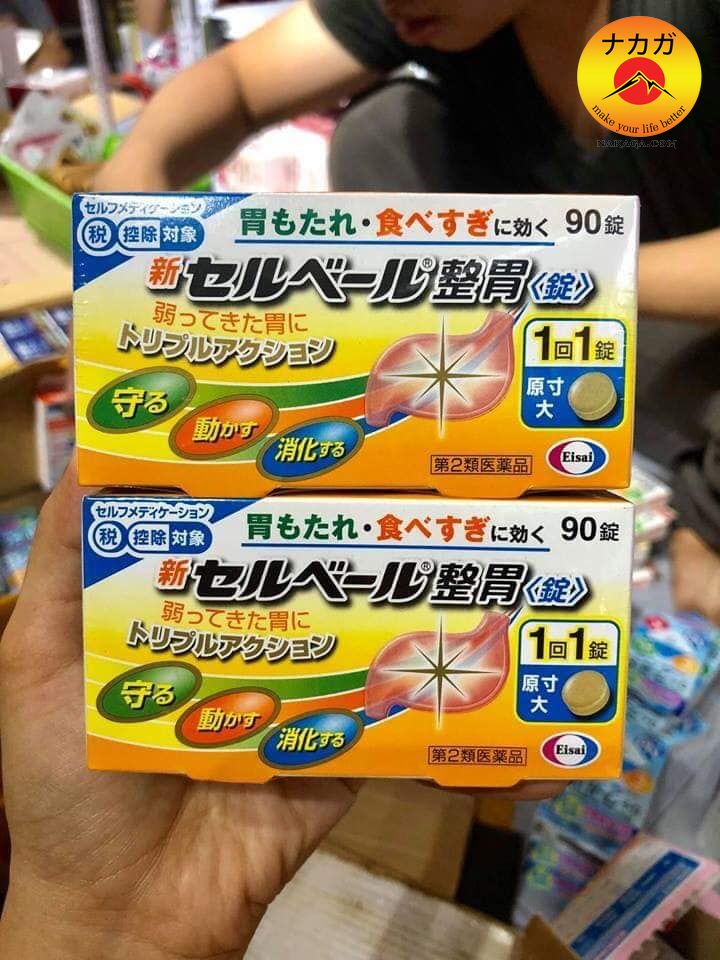 ナカガ
make your life better
NAKAGA.COM
セルフメディケーション
税 控除 対象
胃もたれ・食べすぎに効く 90錠
新セルベール®整胃〈錠〉
弱ってきた胃に
トリプルアクション
1回1錠
原寸大
守る
動かす
消化する
第2類医薬品
Eisai
セルフメディケーション
税 控除 対象
胃もたれ・食べすぎに効く 90錠
新セルベール®整胃〈錠〉
弱ってきた胃に
トリプルアクション
1回1錠
原寸大
守る
動かす
消化する
第2類医薬品
Eisai